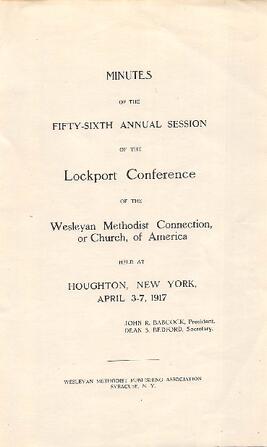 MINUTES
OF THE
FIFTY-SIXTH ANNUAL SESSION
OF THE
Lockport Conference
OF THE
Wesleyan Methodist Connection,
or Church, of America
HELD AT
HOUGHTON, NEW YORK,
APRIL 3-7, 1917
JOHN R. BABCOCK, President.
DEAN S. BEDFORD, Secretary.
WESLEYAN METHODIST PUBLISHING ASSOCIATION
SYRACUSE, N. Y.